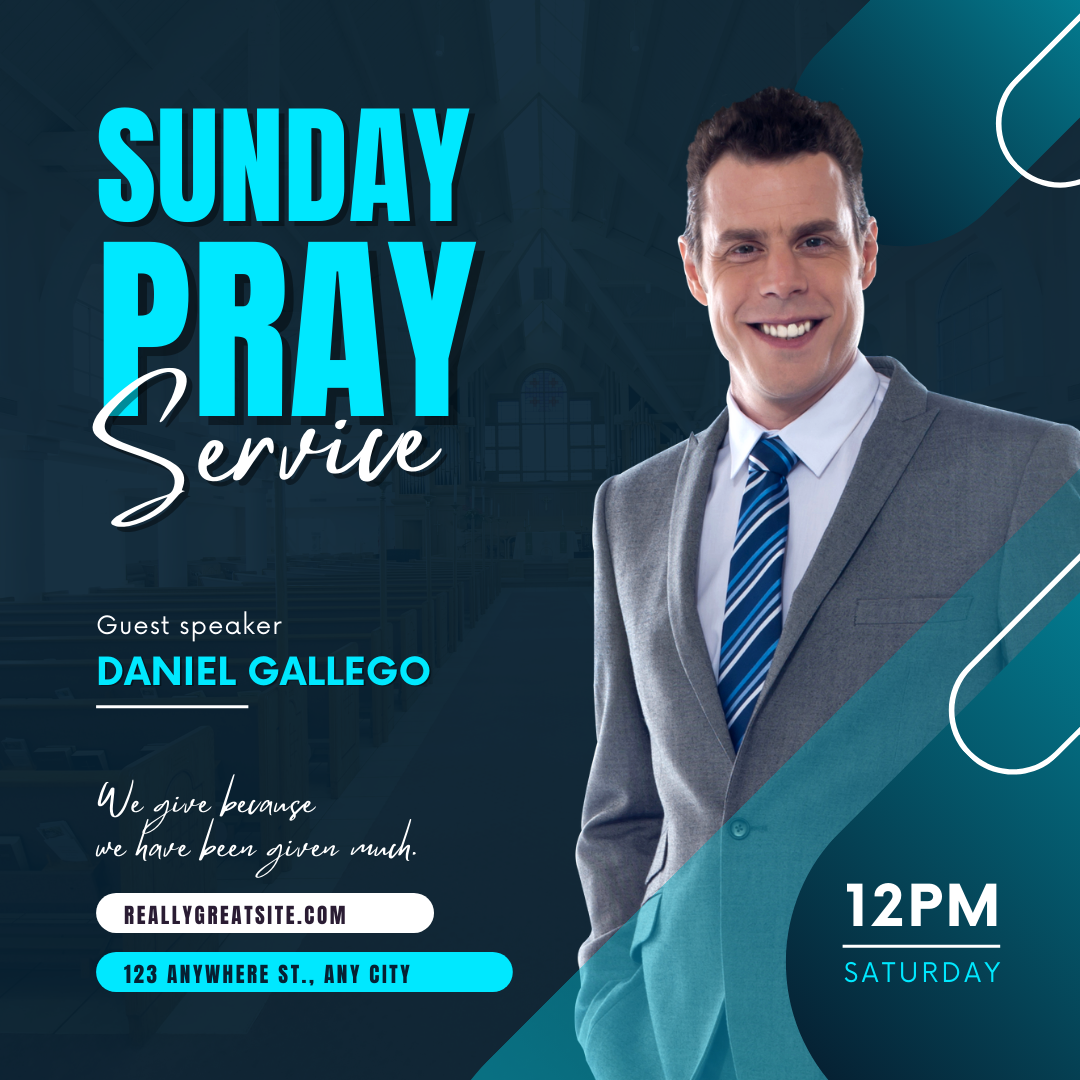 SUNDAY
PRAY
Service
Guest speaker
DANIEL GALLEGO
We give because
we have been given much.
REALLYGREATSITE.COM
123 ANYWHERE ST., ANY CITY
12PM
SATURDAY